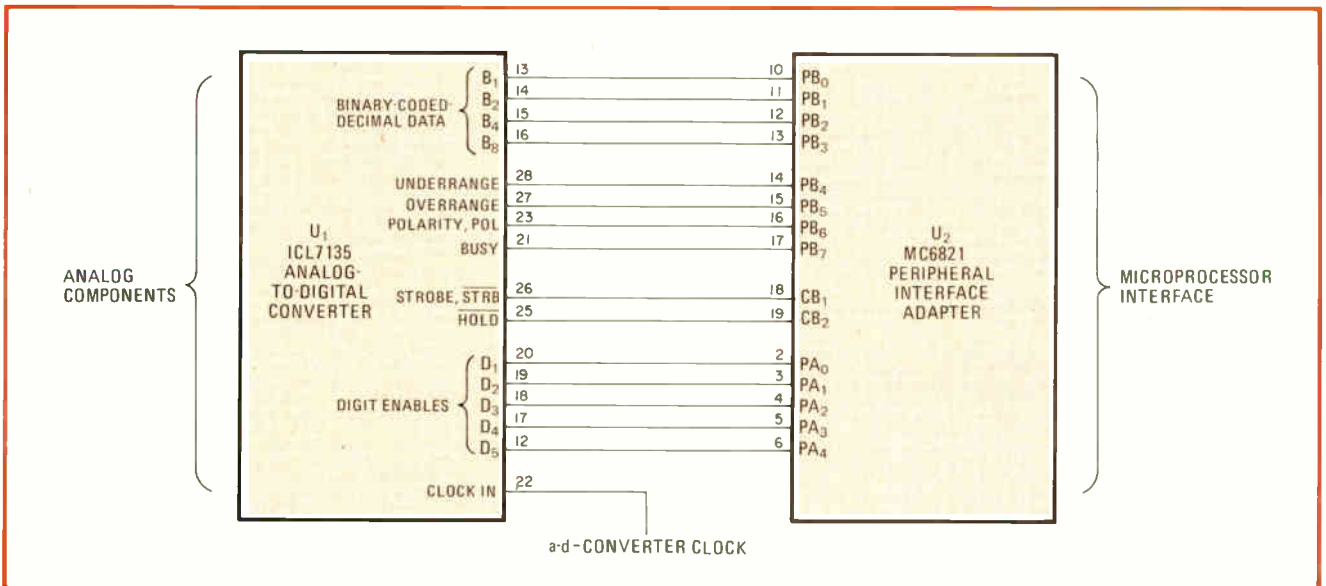 ANALOG
COMPONENTS
BINARY-CODED-
DECIMAL DATA
B₁ 13
B₂ 14
B₄ 15
B₈ 16
UNDERRANGE 28
OVERRANGE 27
POLARITY, POL 23
BUSY 21
U₁
ICL7135
ANALOG-
TO-DIGITAL
CONVERTER
STROBE, STRB 26
HOLD 25
DIGIT ENABLES
D₁ 20
D₂ 19
D₃ 18
D₄ 17
D₅ 12
CLOCK IN 22
a-d-CONVERTER CLOCK
10 PB₀
11 PB₁
12 PB₂
13 PB₃
14 PB₄
15 PB₅
16 PB₆
17 PB₇
18 CB₁
19 CB₂
2 PA₀
3 PA₁
4 PA₂
5 PA₃
6 PA₄
U₂
MC6821
PERIPHERAL
INTERFACE
ADAPTER
MICROPROCESSOR
INTERFACE